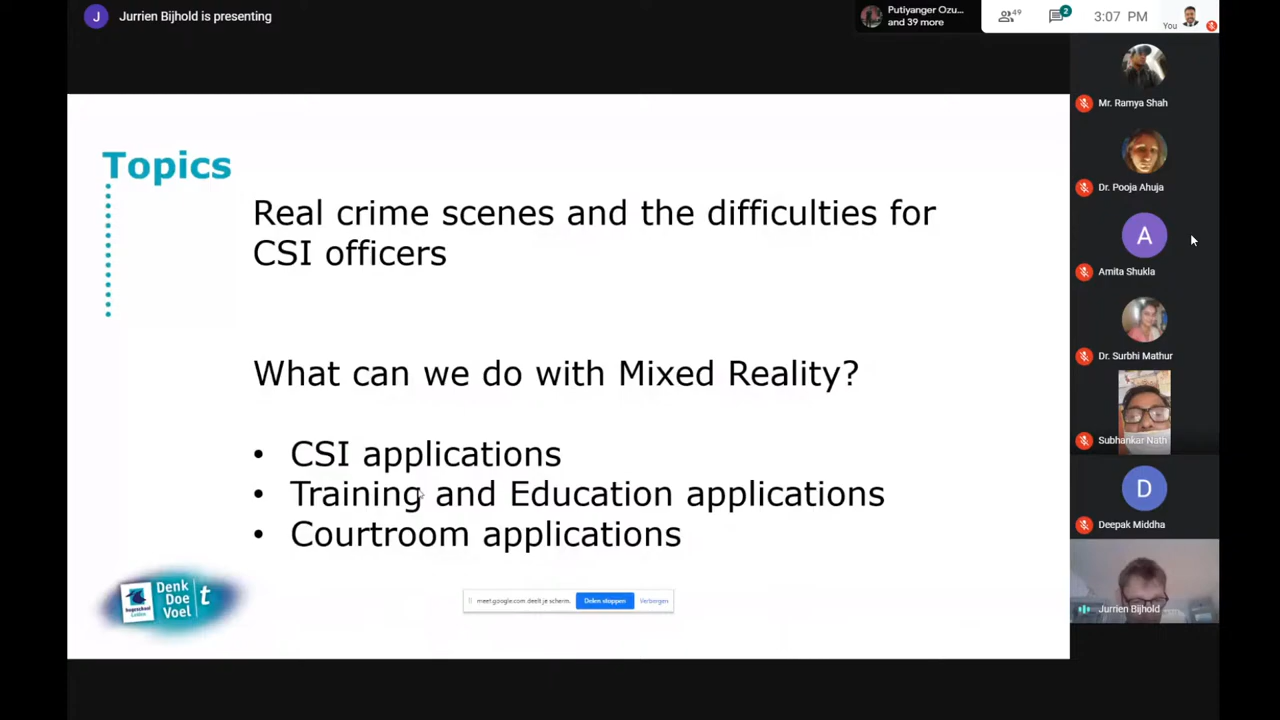 J Jurrien Bijhold is presenting
Putiyanger Ozu...
and 39 more
49
2
3:07 PM
You
Mr. Ramya Shah
Dr. Pooja Ahuja
A
Amita Shukla
Dr. Surbhi Mathur
Subhankar Nath
D
Deepak Middha
Jurrien Bijhold
Topics
Real crime scenes and the difficulties for
CSI officers
What can we do with Mixed Reality?
• CSI applications
• Training and Education applications
• Courtroom applications
hogeschool
Leiden
Denk
Doe
Voel
t
meet.google.com deelt je scherm. Delen stoppen Verbergen